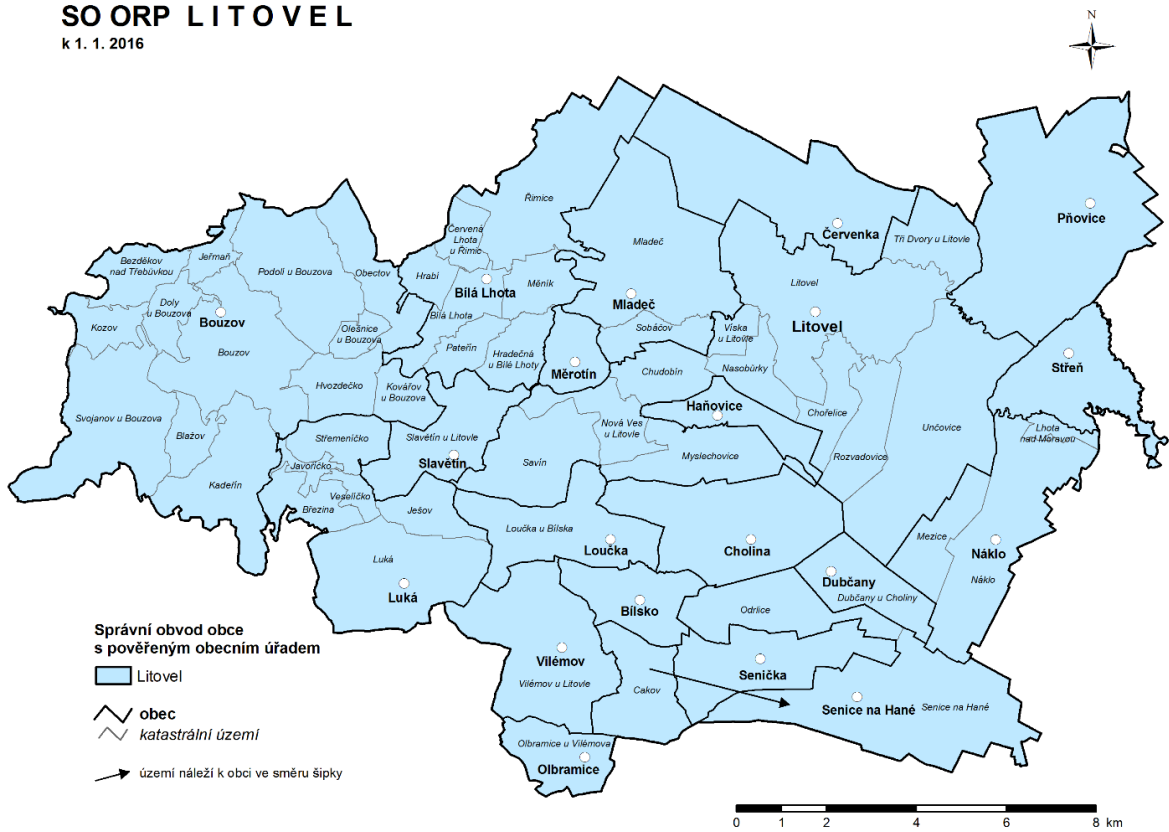 SO ORP L I T O V E L
k 1. 1. 2016
N
Řimice
Pňovice
Červená
Lhota
u Řimic
Mladeč
Červenka
Tři Dvory u Litovle
Bezděkov
nad Třebůvkou
Jeřmaň
Podolí u Bouzova
Obectov
Hrabí
Bílá Lhota
Měník
Litovel
Mladeč
Doly
u Bouzova
Bouzov
Kozov
Olešnice
u Bouzova
Bílá Lhota
Sobáčov
Víska
u Litovle
Litovel
Bouzov
Pateřín
Hradečná
u Bílé Lhoty
Měrotín
Chudobín
Nasobůrky
Střeň
Hvozdečko
Kovářov
u Bouzova
Haňovice
Chořelice
Svojanov u Bouzova
Blažov
Střemeníčko
Slavětín u Litovle
Nová Ves
u Litovle
Unčovice
Lhota
nad Moravou
Javoříčko
Slavětín
Savín
Myslechovice
Rozvadovice
Kadeřín
Veselíčko
Březina
Ješov
Loučka u Bílska
Loučka
Cholina
Mezice
Náklo
Luká
Luká
Dubčany
Dubčany u Choliny
Náklo
Bílsko
Odrlice
Správní obvod obce
s pověřeným obecním úřadem
Litovel
Vilémov
Vilémov u Litovle
Cakov
Senička
Senice na Hané
Senice na Hané
obec
katastrální území
Olbramice u Vilémova
Olbramice
území náleží k obci ve směru šipky
0 1 2 4 6 8 km